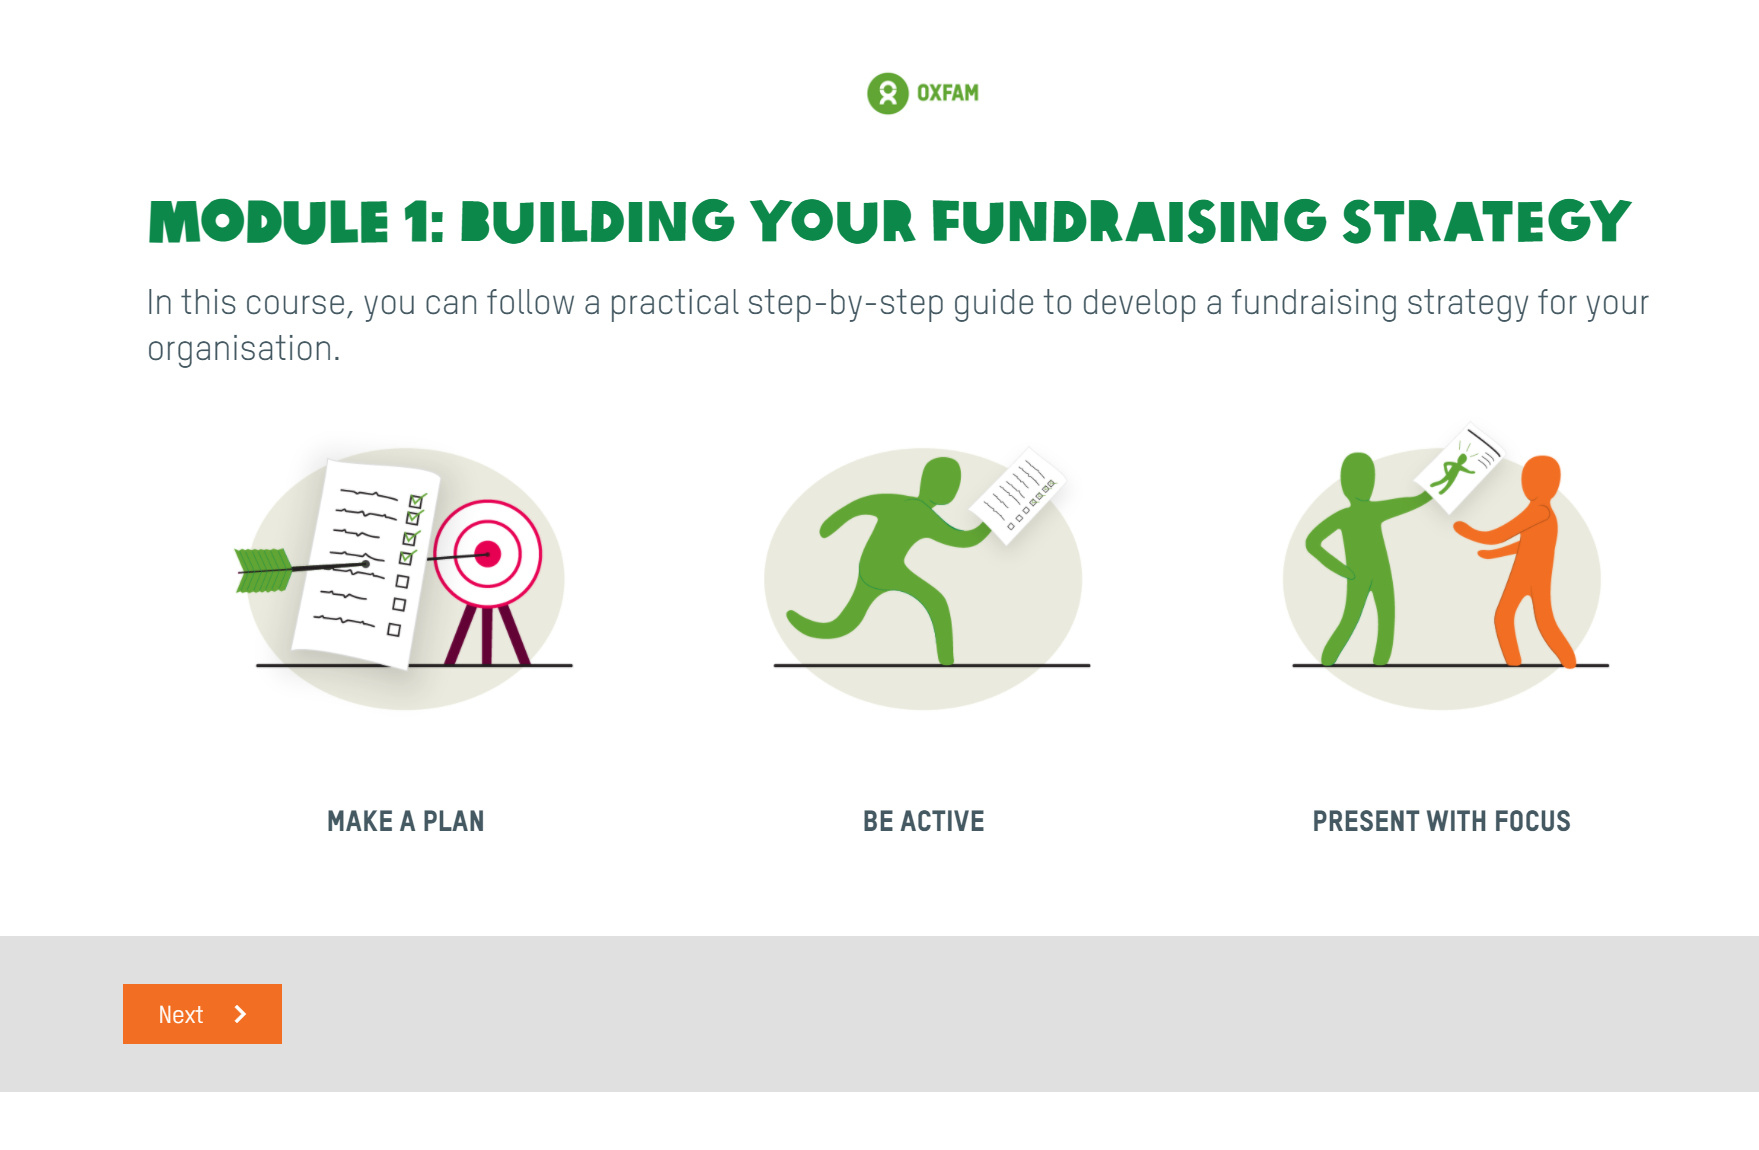 OXFAM
MODULE 1: BUILDING YOUR FUNDRAISING STRATEGY
In this course, you can follow a practical step-by-step guide to develop a fundraising strategy for your
organisation.
MAKE A PLAN
BE ACTIVE
PRESENT WITH FOCUS
Next